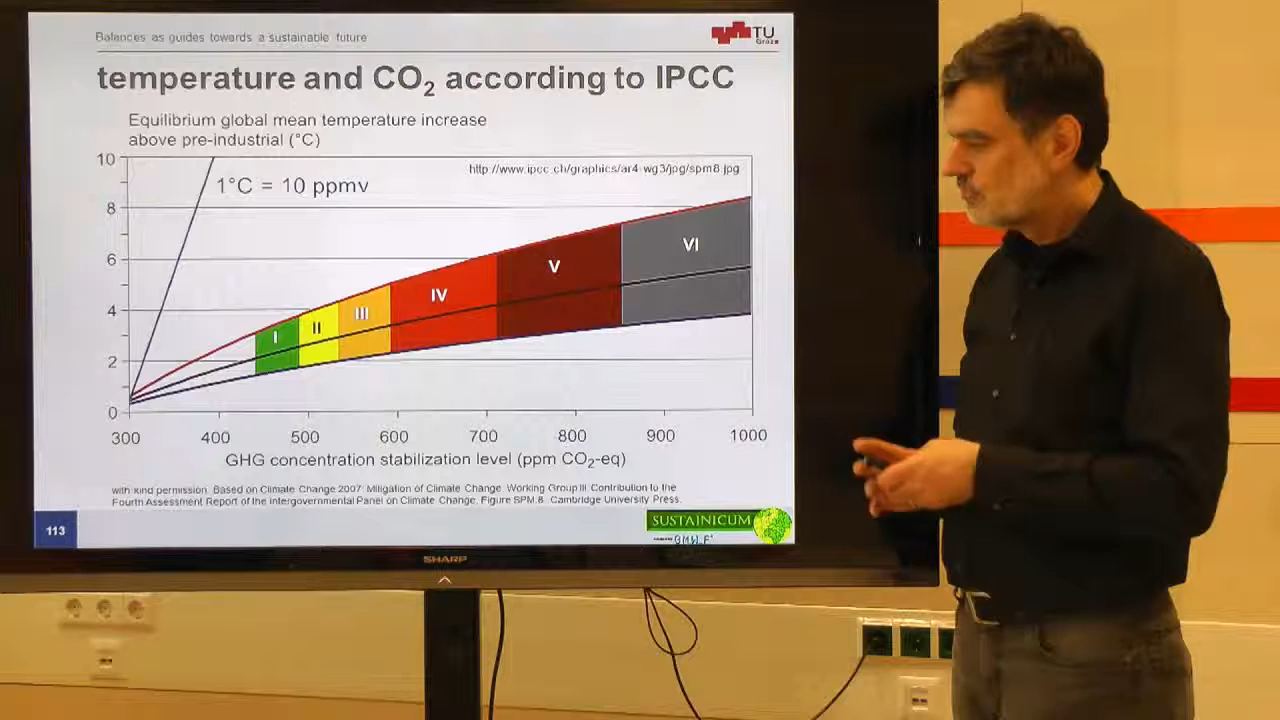 Balances as guides towards a sustainable future
TU
Graz
temperature and CO₂ according to IPCC
Equilibrium global mean temperature increase
above pre-industrial (°C)
10
http://www.ipcc.ch/graphics/ar4-wg3/jpg/spm8.jpg
1°C = 10 ppmv
8
6
4
2
0
I
II
III
IV
V
VI
300 400 500 600 700 800 900 1000
GHG concentration stabilization level (ppm CO₂-eq)
with kind permission. Based on Climate Change 2007: Mitigation of Climate Change. Working Group III Contribution to the
Fourth Assessment Report of the Intergovernmental Panel on Climate Change, Figure SPM.8. Cambridge University Press.
113
SUSTAINICUM
BMW.F
SHARP